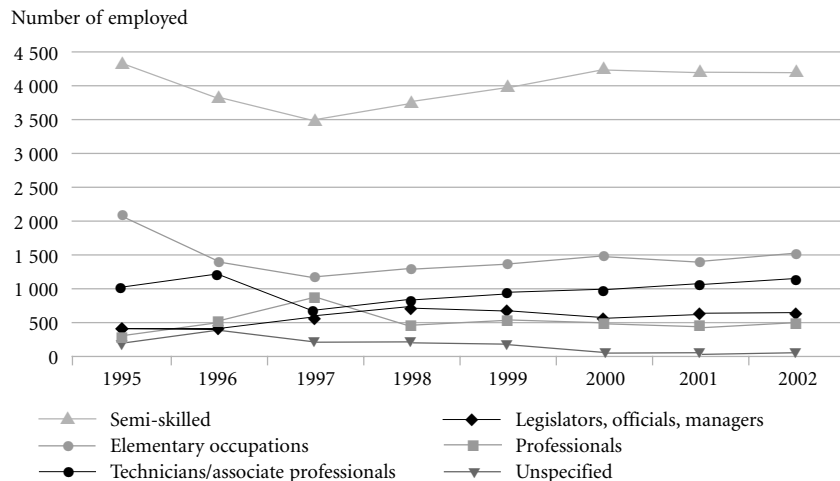 Number of employed
4 500
4 000
3 500
3 000
2 500
2 000
1 500
1 000
500
0
1995 1996 1997 1998 1999 2000 2001 2002
Semi-skilled Legislators, officials, managers
Elementary occupations Professionals
Technicians/associate professionals Unspecified